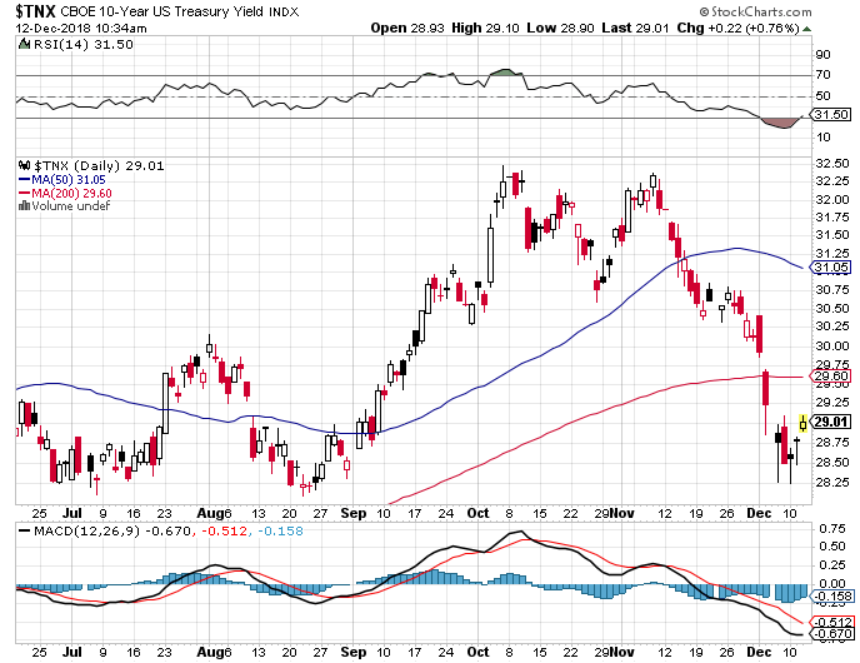 $TNX CBOE 10-Year US Treasury Yield INDX
© StockCharts.com
12-Dec-2018 10:34am
Open 28.93 High 29.10 Low 28.90 Last 29.01 Chg +0.22 (+0.76%)
RSI(14) 31.50
90
70
50
31.50
10
$TNX (Daily) 29.01
MA(50) 31.05
MA(200) 29.60
Volume undef
32.50
32.25
32.00
31.75
31.50
31.25
31.05
30.75
30.50
30.25
30.00
29.75
29.60
29.50
29.25
29.01
28.75
28.50
28.25
25 Jul 9 16 23 Aug6 13 20 27 Sep 10 17 24 Oct 8 15 22 29Nov 12 19 26 Dec 10
MACD(12,26,9) -0.670, -0.512, -0.158
0.75
0.50
0.25
0.00
-0.158
-0.25
-0.512
-0.670
25 Jul 9 16 23 Aug6 13 20 27 Sep 10 17 24 Oct 8 15 22 29Nov 12 19 26 Dec 10